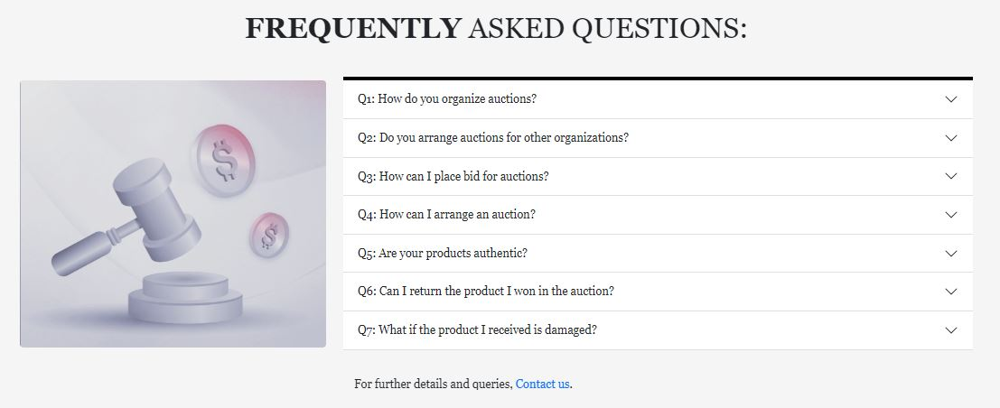 FREQUENTLY ASKED QUESTIONS:
Q1: How do you organize auctions?
Q2: Do you arrange auctions for other organizations?
Q3: How can I place bid for auctions?
Q4: How can I arrange an auction?
Q5: Are your products authentic?
Q6: Can I return the product I won in the auction?
Q7: What if the product I received is damaged?
For further details and queries, Contact us.
$
$